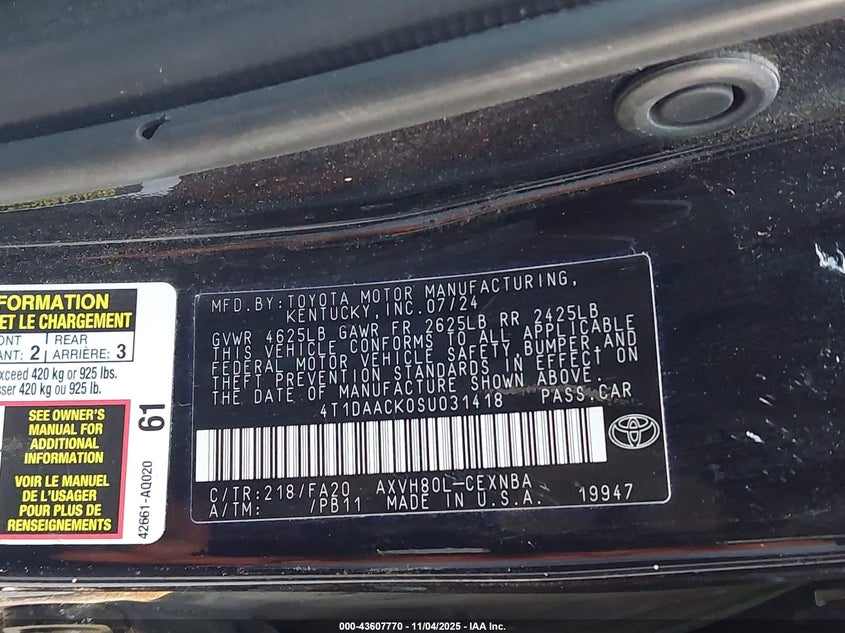 FORMATION
ET LE CHARGEMENT
REAR
2
ARRIÈRE: 3
420 kg or 925 lbs.
420 kg ou 925 lb.
SEE OWNER'S
MANUAL FOR
ADDITIONAL
INFORMATION
VOIR LE MANUEL
DE L'USAGER
POUR PLUS DE
RENSEIGNEMENTS
61
42661-AQ020
MFD.BY:TOYOTA MOTOR MANUFACTURING,
KENTUCKY,INC.07/24
GVWR 4625LB GAWR FR 2625LB RR 2425LB
THIS VEHICLE CONFORMS TO ALL APPLICABLE
FEDERAL MOTOR VEHICLE SAFETY,BUMPER AND
THEFT PREVENTION STANDARDS IN EFFECT ON
THE DATE OF MANUFACTURE SHOWN ABOVE
4T1DAACK0SU031418 PASS.CAR
C/TR:218/FA20 AXVH80L-CEXNBA
A/TM: /PB11 MADE IN U.S.A. 19947
TOYOTA
000-43607770 | 11/04/2025 - IAA Inc.